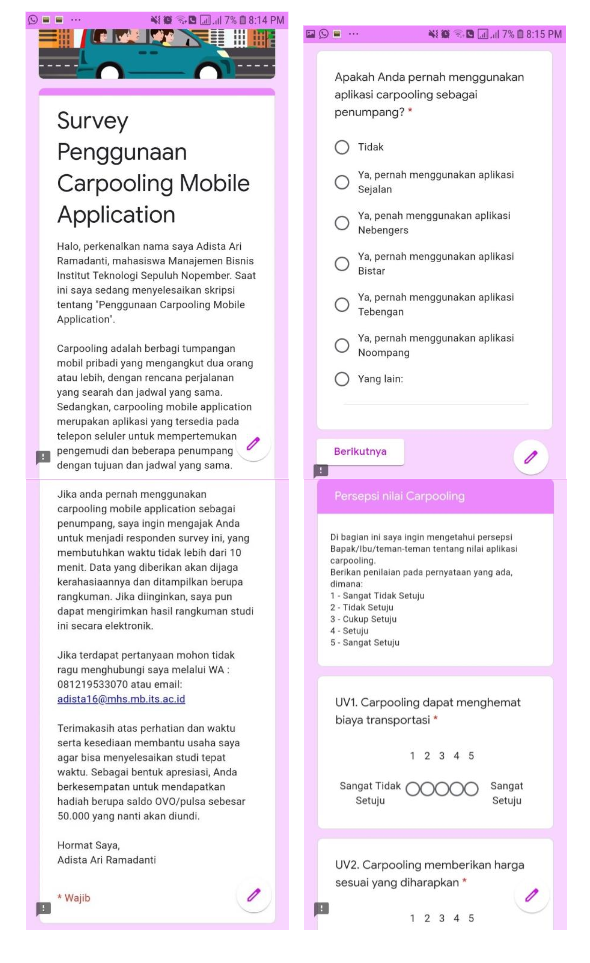 7% 8:14 PM
Survey
Penggunaan
Carpooling Mobile
Application
Halo, perkenalkan nama saya Adista Ari
Ramadanti, mahasiswa Manajemen Bisnis
Institut Teknologi Sepuluh Nopember. Saat
ini saya sedang menyelesaikan skripsi
tentang "Penggunaan Carpooling Mobile
Application".
Carpooling adalah berbagi tumpangan
mobil pribadi yang mengangkut dua orang
atau lebih, dengan rencana perjalanan
yang searah dan jadwal yang sama.
Sedangkan, carpooling mobile application
merupakan aplikasi yang tersedia pada
telepon seluler untuk mempertemukan
pengemudi dan beberapa penumpang
dengan tujuan dan jadwal yang sama.
Jika anda pernah menggunakan
carpooling mobile application sebagai
penumpang, saya ingin mengajak Anda
untuk menjadi responden survey ini, yang
membutuhkan waktu tidak lebih dari 10
menit. Data yang diberikan akan dijaga
kerahasiaannya dan ditampilkan berupa
rangkuman. Jika diinginkan, saya pun
dapat mengirimkan hasil rangkuman studi
ini secara elektronik.
Jika terdapat pertanyaan mohon tidak
ragu menghubungi saya melalui WA :
081219533070 atau email:
adista16@mhs.mb.its.ac.id
Terimakasih atas perhatian dan waktu
serta kesediaan membantu usaha saya
agar bisa menyelesaikan studi tepat
waktu. Sebagai bentuk apresiasi, Anda
berkesempatan untuk mendapatkan
hadiah berupa saldo OVO/pulsa sebesar
50.000 yang nanti akan diundi.
Hormat Saya,
Adista Ari Ramadanti
* Wajib
7% 8:15 PM
Apakah Anda pernah menggunakan
aplikasi carpooling sebagai
penumpang? *
Tidak
Ya, pernah menggunakan aplikasi
Sejalan
Ya, penah menggunakan aplikasi
Nebengers
Ya, pernah menggunakan aplikasi
Bistar
Ya, pernah menggunakan aplikasi
Tebengan
Ya, pernah menggunakan aplikasi
Noompang
Yang lain:
Berikutnya
Persepsi nilai Carpooling
Di bagian ini saya ingin mengetahui persepsi
Bapak/Ibu/teman-teman tentang nilai aplikasi
carpooling.
Berikan penilaian pada pernyataan yang ada,
dimana:
1 - Sangat Tidak Setuju
2 - Tidak Setuju
3 - Cukup Setuju
4 - Setuju
5 - Sangat Setuju
UV1. Carpooling dapat menghemat
biaya transportasi *
1 2 3 4 5
Sangat Tidak Setuju
Sangat Setuju
UV2. Carpooling memberikan harga
sesuai yang diharapkan *
1 2 3 4 5